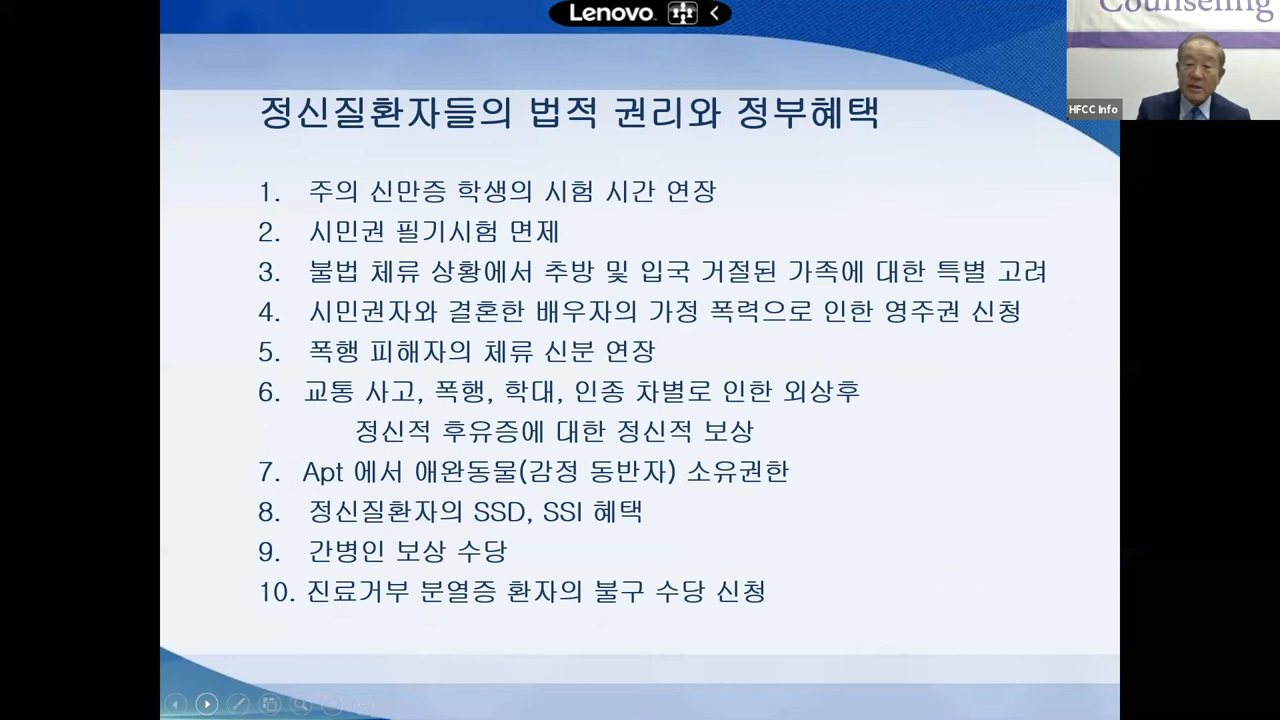 Lenovo
Counseling
HFCC Info
정신질환자들의 법적 권리와 정부혜택
1. 주의 신만증 학생의 시험 시간 연장
2. 시민권 필기시험 면제
3. 불법 체류 상황에서 추방 및 입국 거절된 가족에 대한 특별 고려
4. 시민권자와 결혼한 배우자의 가정 폭력으로 인한 영주권 신청
5. 폭행 피해자의 체류 신분 연장
6. 교통 사고, 폭행, 학대, 인종 차별로 인한 외상후
정신적 후유증에 대한 정신적 보상
7. Apt 에서 애완동물(감정 동반자) 소유권한
8. 정신질환자의 SSD, SSI 혜택
9. 간병인 보상 수당
10. 진료거부 분열증 환자의 불구 수당 신청